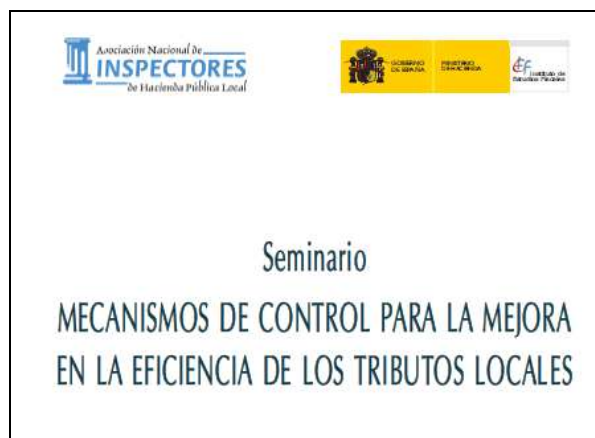 Asociación Nacional de
INSPECTORES
de Hacienda Pública Local
GOBIERNO
DE ESPAÑA
MINISTERIO
DE HACIENDA
Instituto de
Estudios Fiscales
Seminario
MECANISMOS DE CONTROL PARA LA MEJORA
EN LA EFICIENCIA DE LOS TRIBUTOS LOCALES